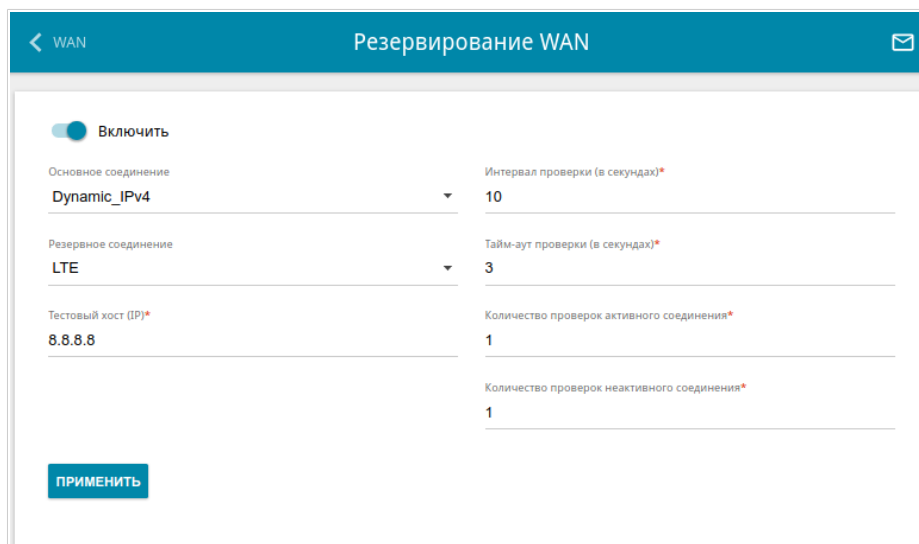 WAN
Резервирование WAN
Включить
Основное соединение
Dynamic_IPv4
Резервное соединение
LTE
Тестовый хост (IP)*
8.8.8.8
Интервал проверки (в секундах)*
10
Тайм-аут проверки (в секундах)*
3
Количество проверок активного соединения*
1
Количество проверок неактивного соединения*
1
ПРИМЕНИТЬ